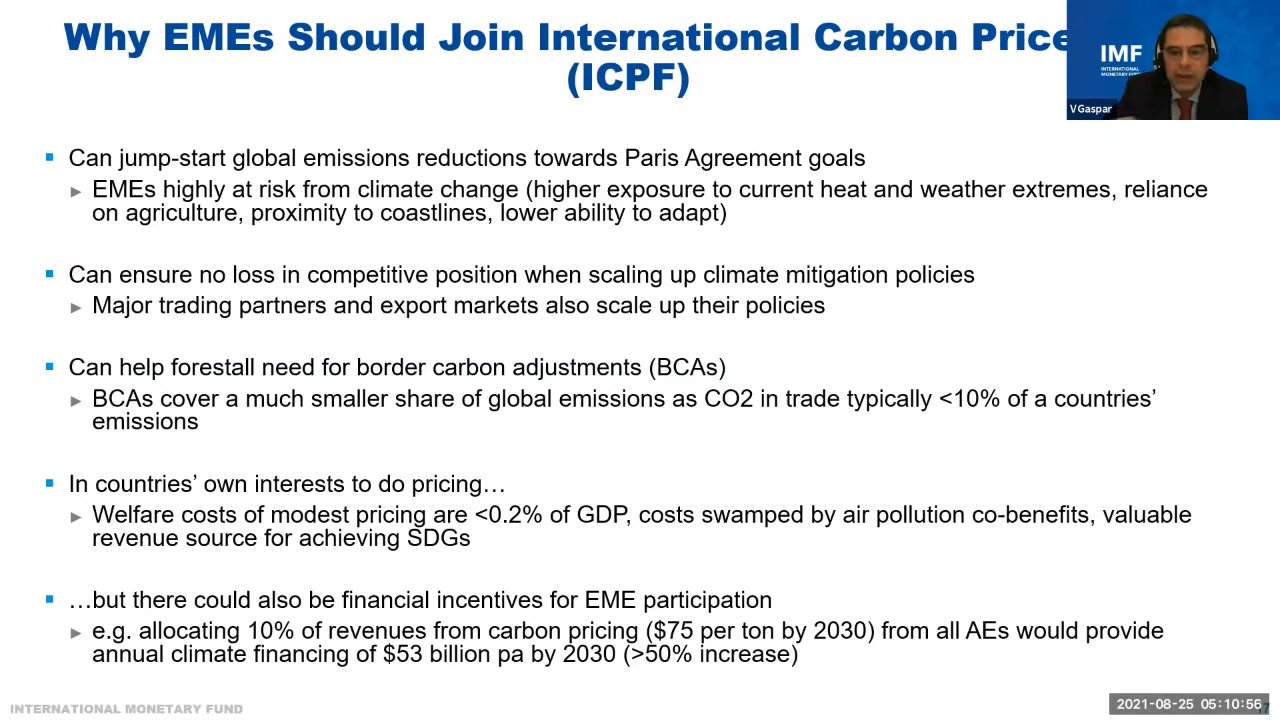 Why EMEs Should Join International Carbon Price
(ICPF)
IMF
INTERNATIONAL
MONETARY FUND
V Gaspar
Can jump-start global emissions reductions towards Paris Agreement goals
EMEs highly at risk from climate change (higher exposure to current heat and weather extremes, reliance
on agriculture, proximity to coastlines, lower ability to adapt)
Can ensure no loss in competitive position when scaling up climate mitigation policies
Major trading partners and export markets also scale up their policies
Can help forestall need for border carbon adjustments (BCAs)
BCAs cover a much smaller share of global emissions as CO2 in trade typically <10% of a countries’
emissions
In countries’ own interests to do pricing…
Welfare costs of modest pricing are <0.2% of GDP, costs swamped by air pollution co-benefits, valuable
revenue source for achieving SDGs
…but there could also be financial incentives for EME participation
e.g. allocating 10% of revenues from carbon pricing ($75 per ton by 2030) from all AEs would provide
annual climate financing of $53 billion pa by 2030 (>50% increase)
INTERNATIONAL MONETARY FUND
2021-08-25 05:10:56